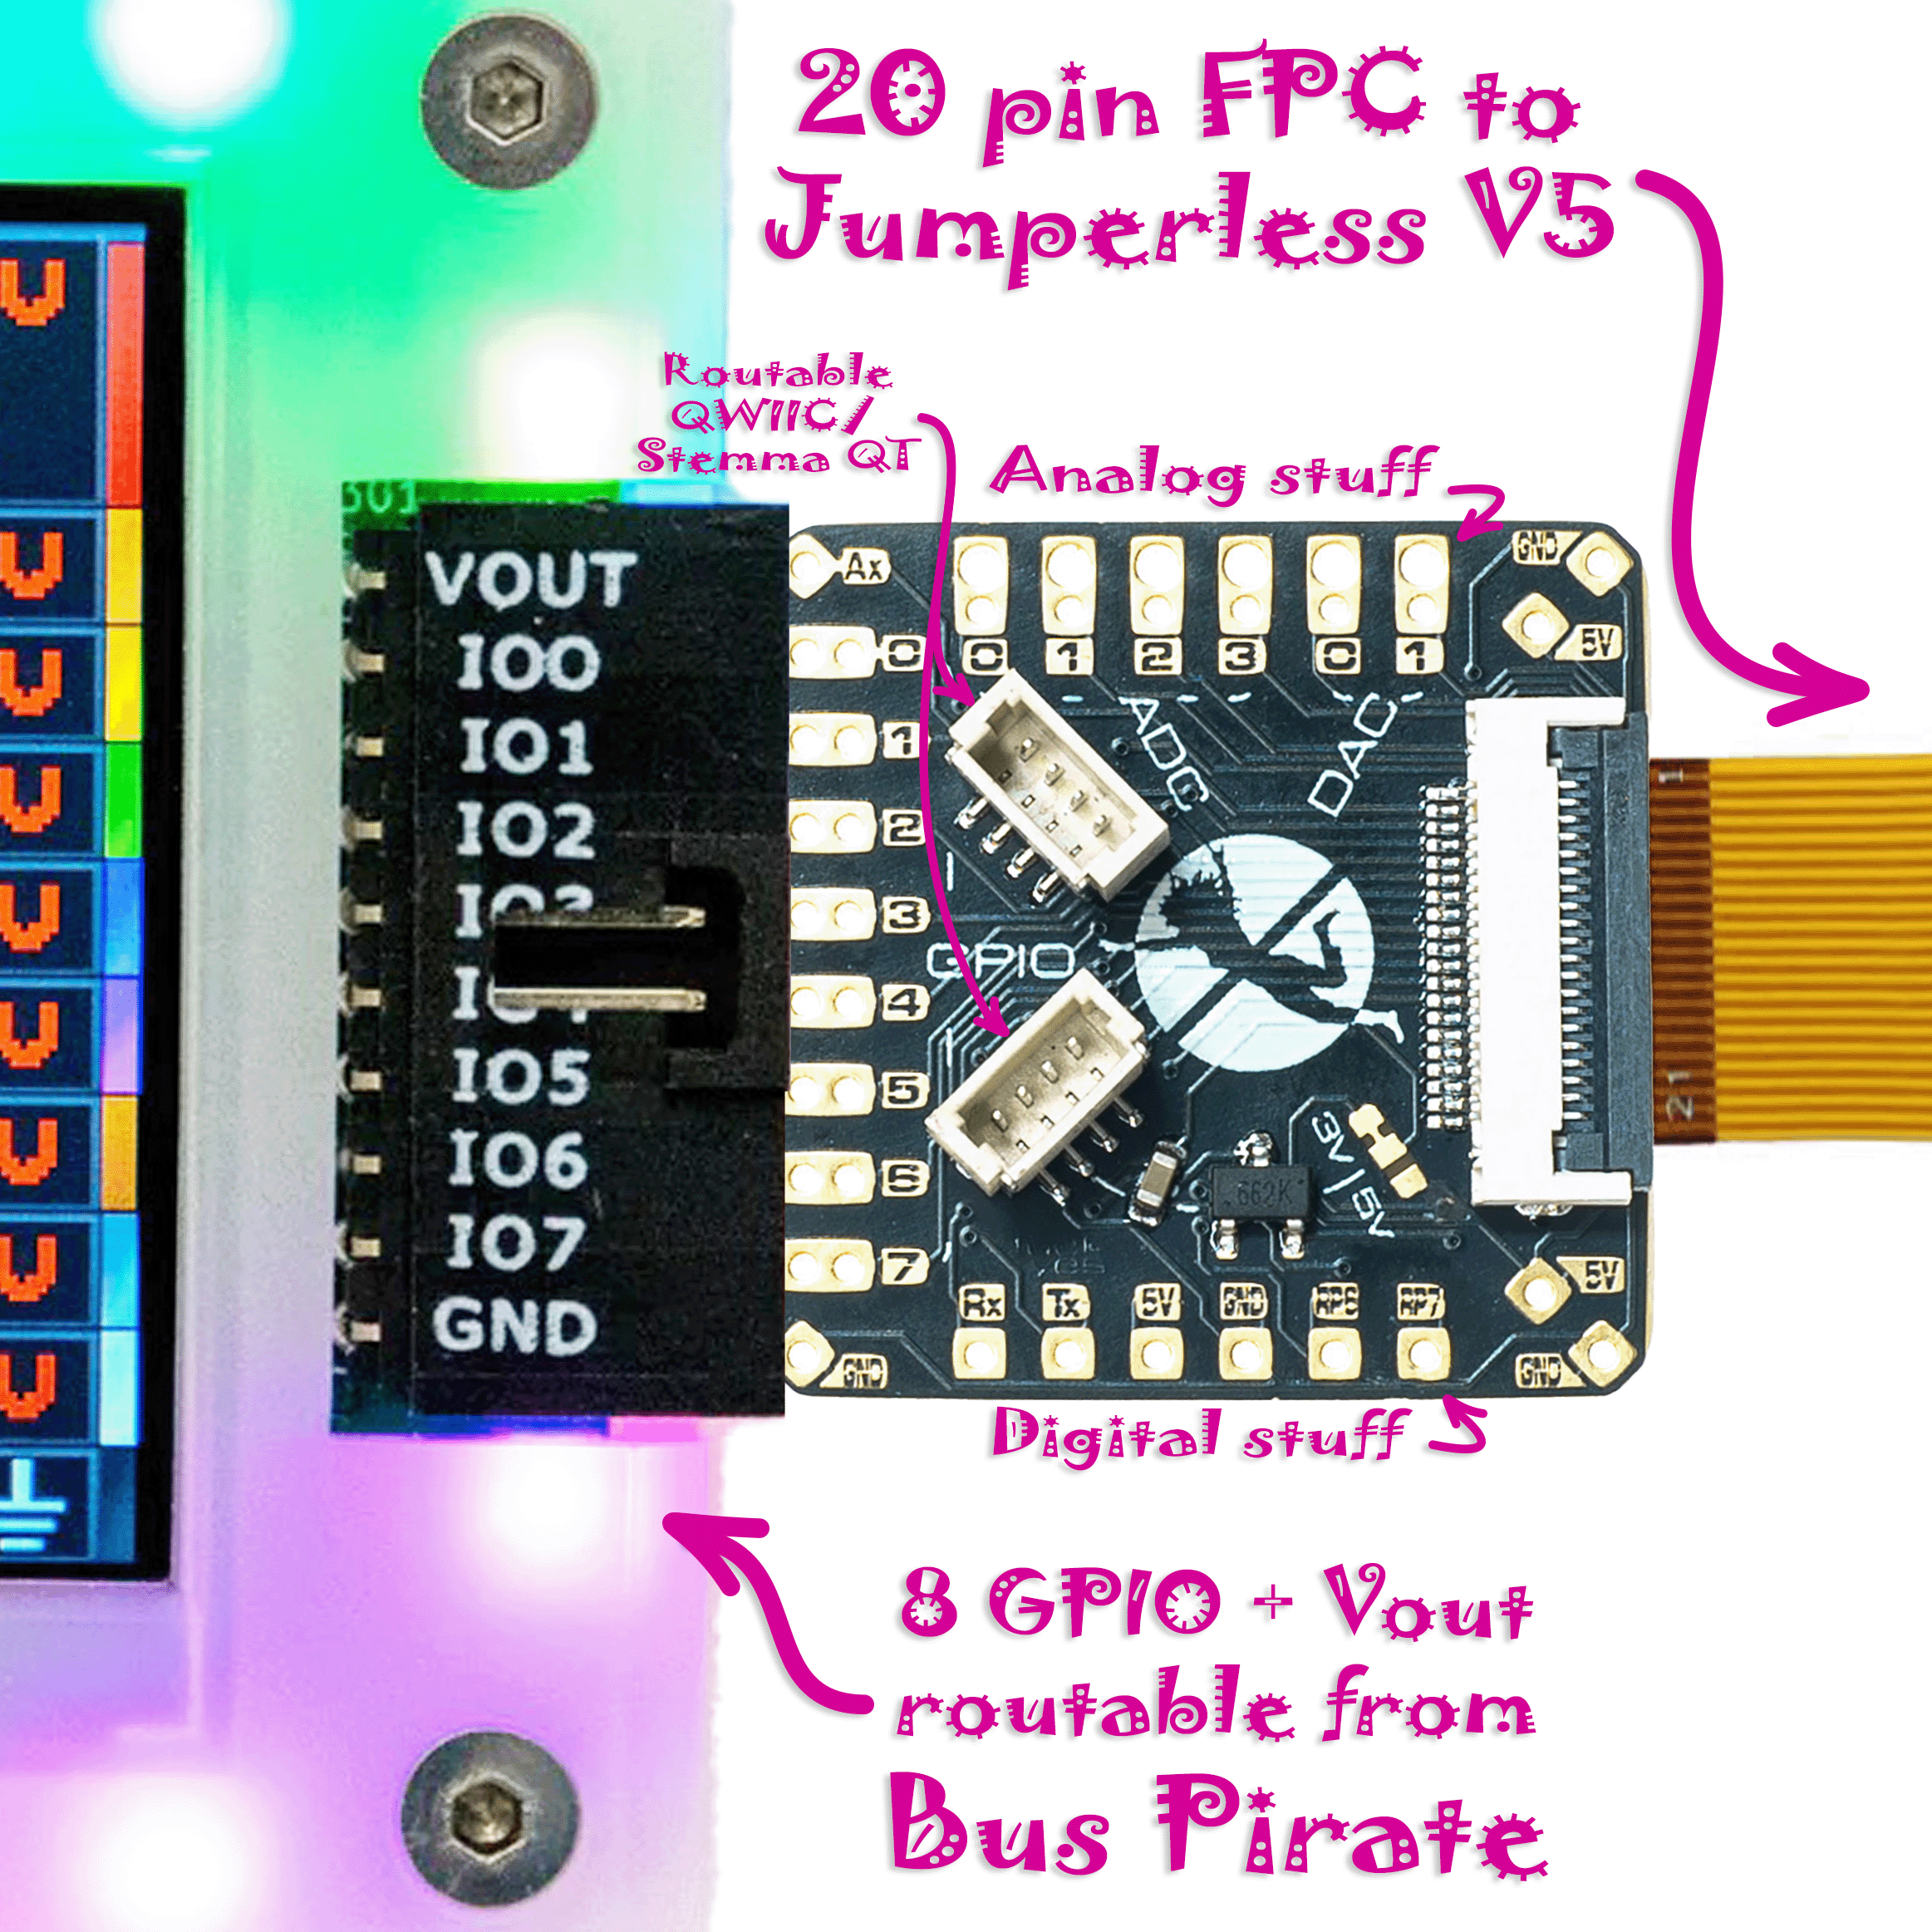 20 pin FPC to
Jumperless V5
Routable
QWIIC/
Stemma QT
Analog stuff
301
VOUT
IO0
IO1
IO2
IO3
IO4
IO5
IO6
IO7
GND
Ax
0
1
2
3
4
5
6
7
0 1 2 3 0 1
GND
5V
ADC
DAC
GPIO
1
21
3V|5V
662K
5V
Rx Tx 5V GND RP6 RP7
GND
GND
Digital stuff
8 GPIO + Vout
routable from
Bus Pirate
V
V
V
V
V
V
V
V
V